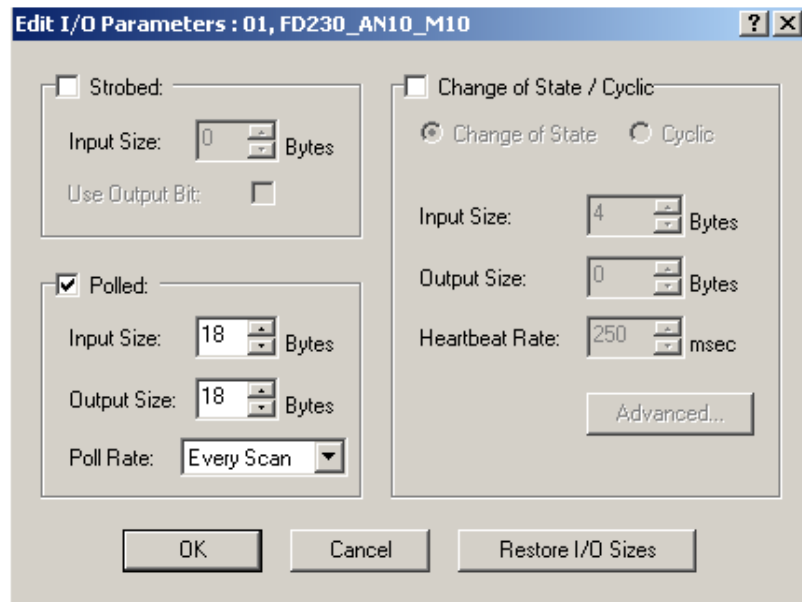 Edit I/O Parameters : 01, FD230_AN10_M10
Strobed:
Input Size: 0 Bytes
Use Output Bit:
Polled:
Input Size: 18 Bytes
Output Size: 18 Bytes
Poll Rate: Every Scan
Change of State / Cyclic
Change of State Cyclic
Input Size: 4 Bytes
Output Size: 0 Bytes
Heartbeat Rate: 250 msec
Advanced...
OK Cancel Restore I/O Sizes